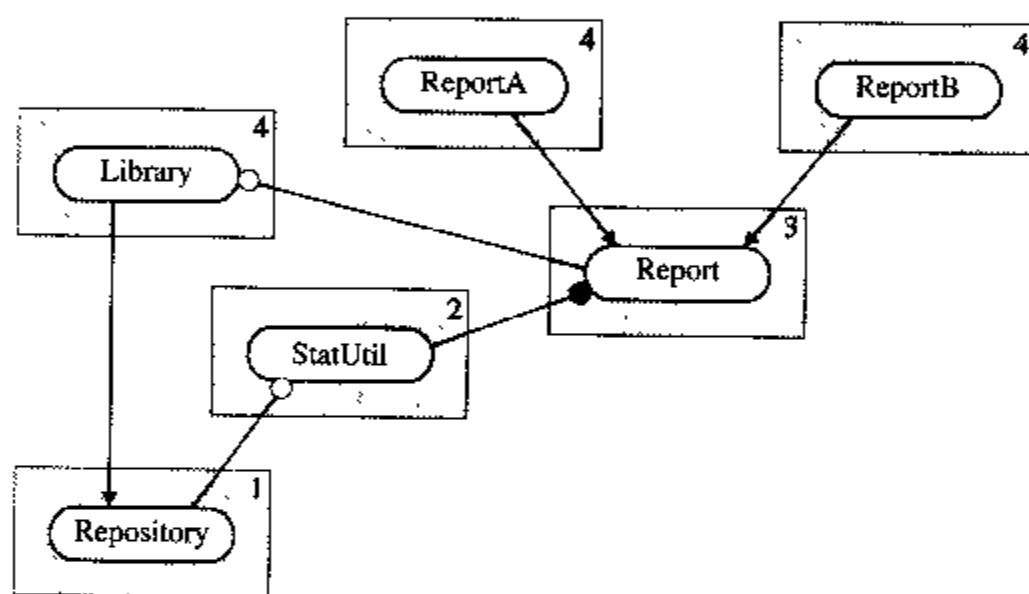 4
ReportA
4
ReportB
4
Library
3
Report
2
StatUtil
1
Repository